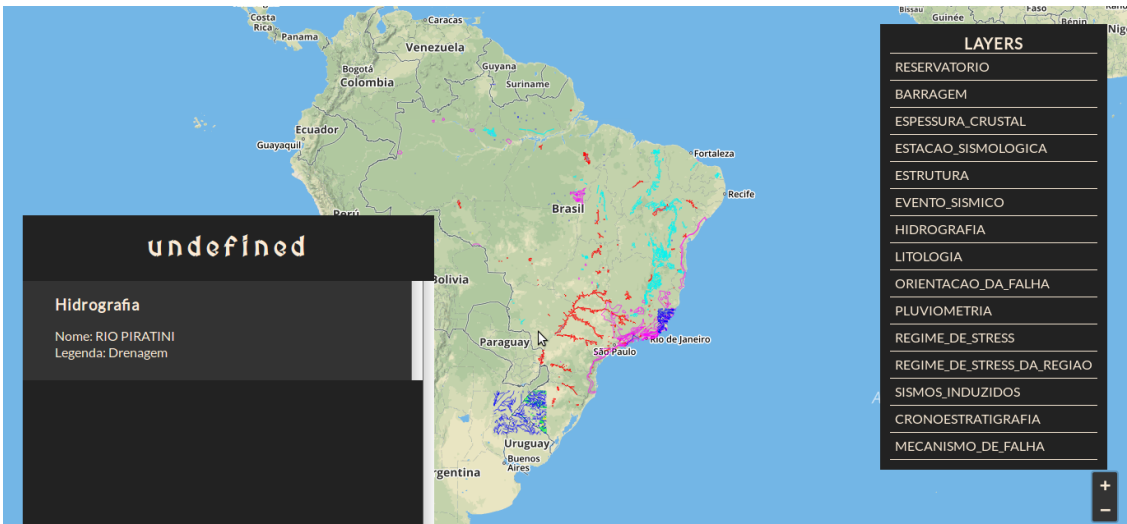 Costa
Rica
Panama
Caracas
Venezuela
Bogotá
Colombia
Guyana
Suriname
Ecuador
Guayaquil
Perú
Brasil
Fortaleza
Recife
Bolivia
Paraguay
São Paulo
Rio de Janeiro
Uruguay
Buenos
Aires
rgentina
Bissau
Guinée
Faso
Bénin
Nig
undefined
Hidrografia
Nome: RIO PIRATINI
Legenda: Drenagem
LAYERS
RESERVATORIO
BARRAGEM
ESPESSURA_CRUSTAL
ESTACAO_SISMOLOGICA
ESTRUTURA
EVENTO_SISMICO
HIDROGRAFIA
LITOLOGIA
ORIENTACAO_DA_FALHA
PLUVIOMETRIA
REGIME_DE_STRESS
REGIME_DE_STRESS_DA_REGIAO
SISMOS_INDUZIDOS
CRONOESTRATIGRAFIA
MECANISMO_DE_FALHA
+
−